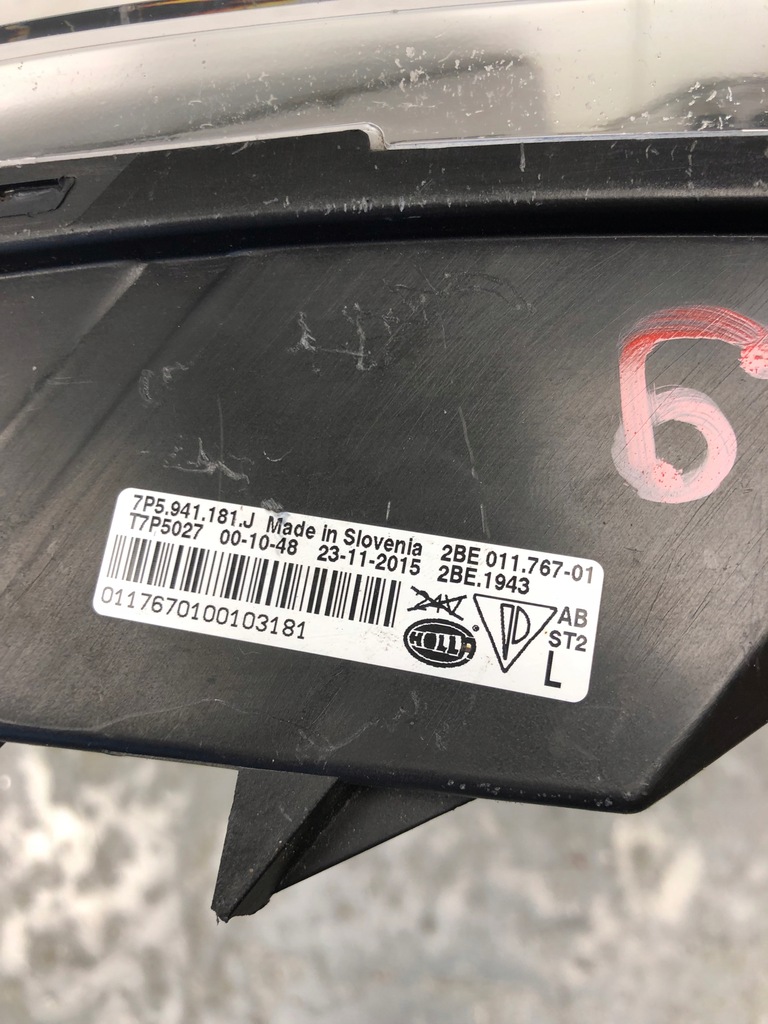 7P5.941.181.J Made in Slovenia 2BE 011.767-01
T7P5027 00-10-48 23-11-2015 2BE.1943
0117670100103181
24V
HELLA ®
AB
ST2
L
6